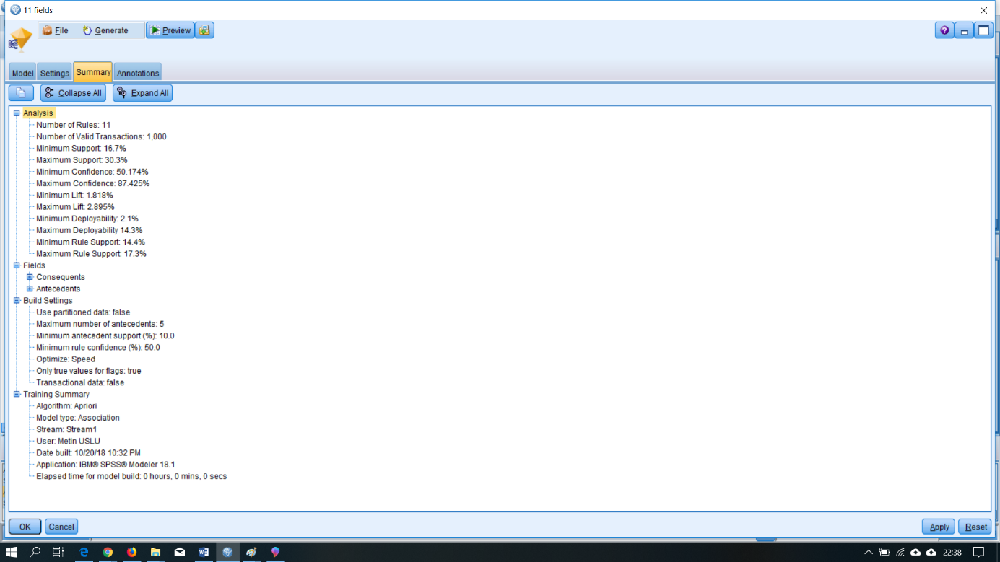 11 fields
File Generate Preview
Model Settings Summary Annotations
Collapse All Expand All
Analysis
Number of Rules: 11
Number of Valid Transactions: 1,000
Minimum Support: 16.7%
Maximum Support: 30.3%
Minimum Confidence: 50.174%
Maximum Confidence: 87.425%
Minimum Lift: 1.818%
Maximum Lift: 2.895%
Minimum Deployability: 2.1%
Maximum Deployability 14.3%
Minimum Rule Support: 14.4%
Maximum Rule Support: 17.3%
Fields
Consequents
Antecedents
Build Settings
Use partitioned data: false
Maximum number of antecedents: 5
Minimum antecedent support (%): 10.0
Minimum rule confidence (%): 50.0
Optimize: Speed
Only true values for flags: true
Transactional data: false
Training Summary
Algorithm: Apriori
Model type: Association
Stream: Stream1
User: Metin USLU
Date built: 10/20/18 10:32 PM
Application: IBM® SPSS® Modeler 18.1
Elapsed time for model build: 0 hours, 0 mins, 0 secs
OK Cancel Apply Reset
22:38